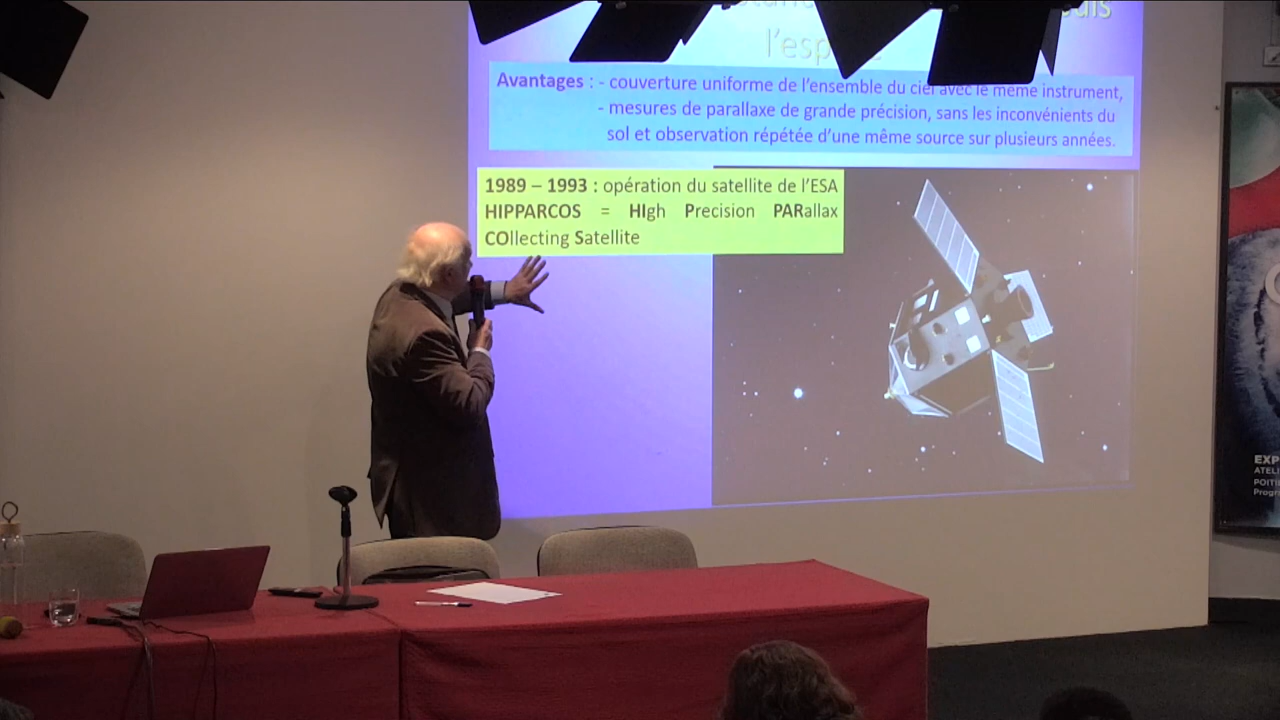 l'esp
Avantages : - couverture uniforme de l'ensemble du ciel avec le même instrument,
- mesures de parallaxe de grande précision, sans les inconvénients du
sol et observation répétée d'une même source sur plusieurs années.
1989 – 1993 : opération du satellite de l'ESA
HIPPARCOS = HIgh Precision PARallax
COllecting Satellite
EXP
ATELI
POITI
Progr